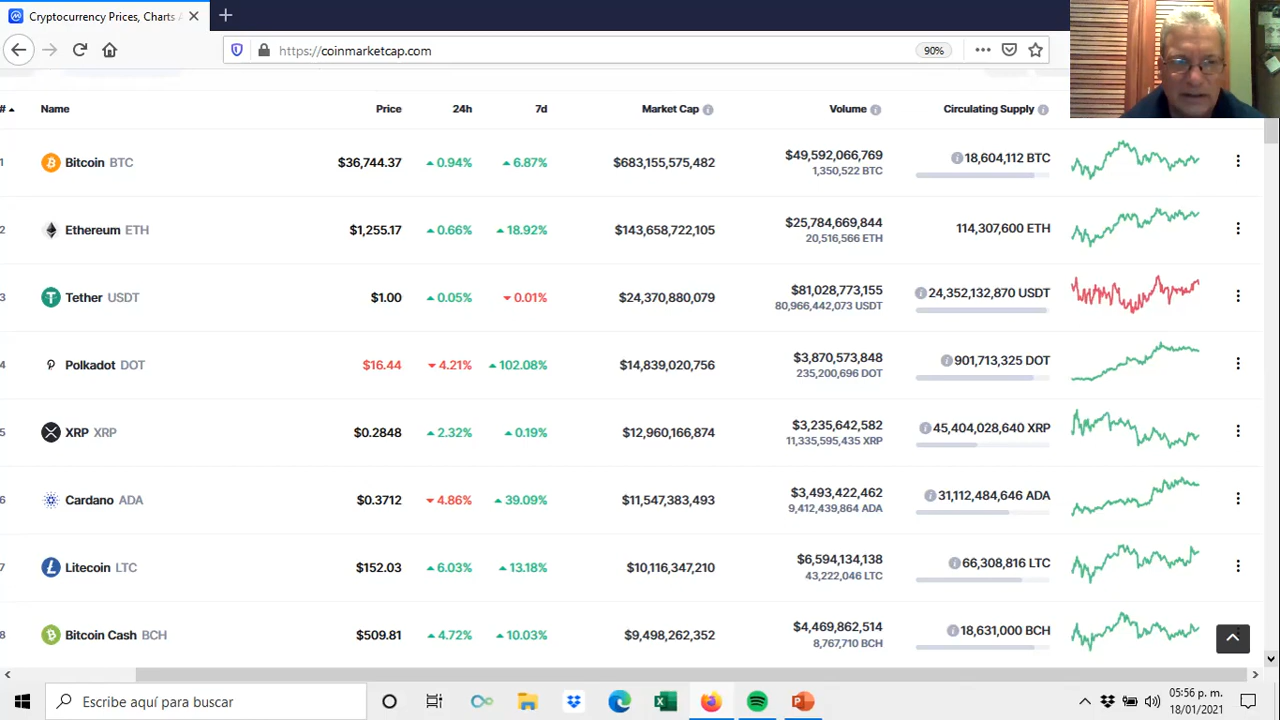 Cryptocurrency Prices, Charts A
https://coinmarketcap.com
90%
# Name Price 24h 7d Market Cap Volume Circulating Supply
1 Bitcoin BTC $36,744.37 0.94% 6.87% $683,155,575,482 $49,592,066,769 18,604,112 BTC
1,350,522 BTC
2 Ethereum ETH $1,255.17 0.66% 18.92% $143,658,722,105 $25,784,669,844 114,307,600 ETH
20,516,566 ETH
3 Tether USDT $1.00 0.05% 0.01% $24,370,880,079 $81,028,773,155 24,352,132,870 USDT
80,966,442,073 USDT
4 Polkadot DOT $16.44 4.21% 102.08% $14,839,020,756 $3,870,573,848 901,713,325 DOT
235,200,696 DOT
5 XRP XRP $0.2848 2.32% 0.19% $12,960,166,874 $3,235,642,582 45,404,028,640 XRP
11,335,595,435 XRP
6 Cardano ADA $0.3712 4.86% 39.09% $11,547,383,493 $3,493,422,462 31,112,484,646 ADA
9,412,439,864 ADA
7 Litecoin LTC $152.03 6.03% 13.18% $10,116,347,210 $6,594,134,138 66,308,816 LTC
43,222,046 LTC
8 Bitcoin Cash BCH $509.81 4.72% 10.03% $9,498,262,352 $4,469,862,514 18,631,000 BCH
8,767,710 BCH
Escribe aquí para buscar
05:56 p. m.
18/01/2021